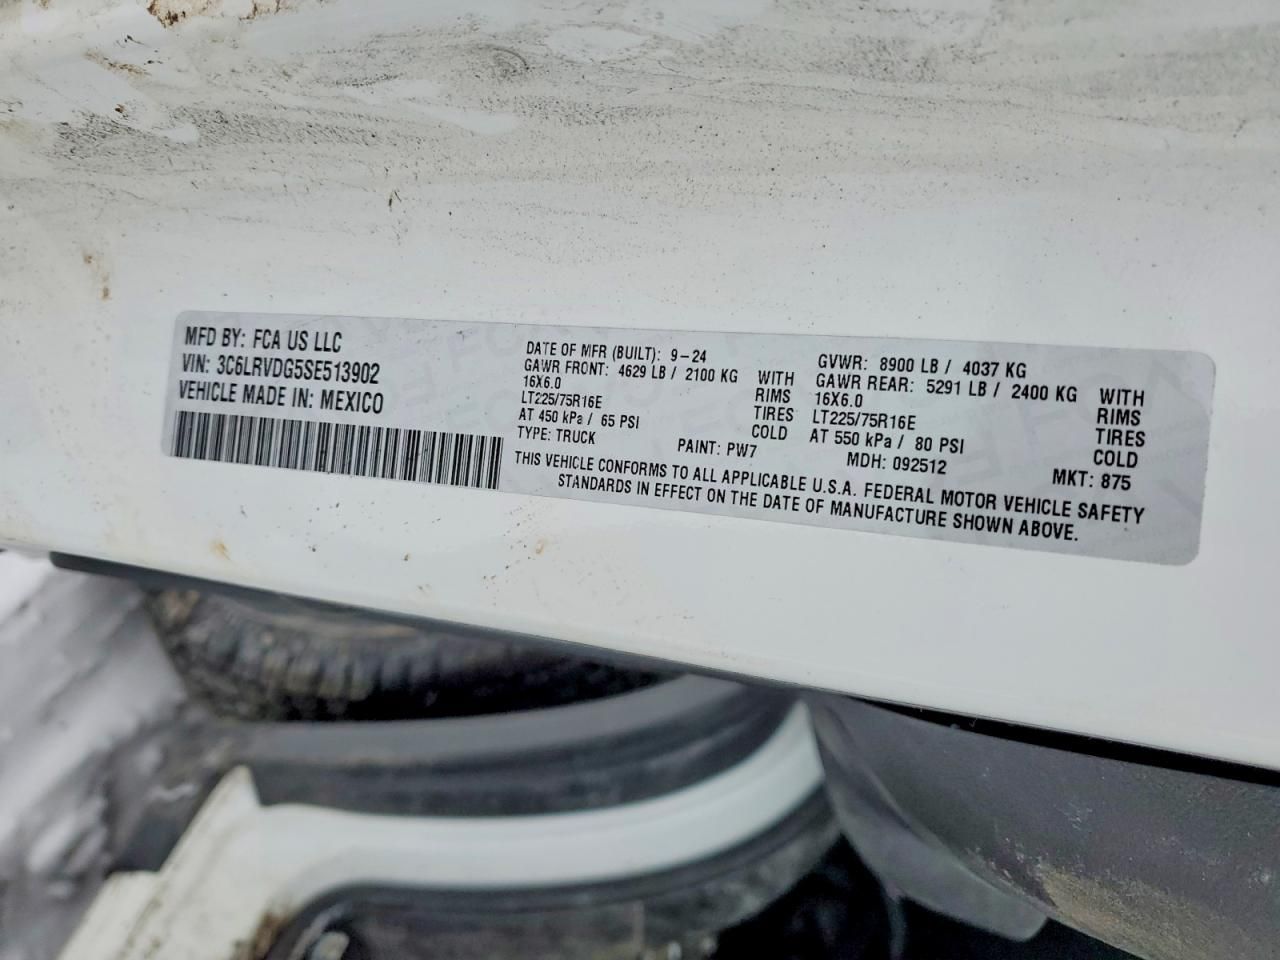 MFD BY: FCA US LLC
VIN: 3C6LRVDG5SE513902
VEHICLE MADE IN: MEXICO
DATE OF MFR (BUILT): 9-24
GAWR FRONT: 4629 LB / 2100 KG WITH
16X6.0 RIMS
LT225/75R16E TIRES
AT 450 kPa / 65 PSI COLD
TYPE: TRUCK PAINT: PW7
GVWR: 8900 LB / 4037 KG
GAWR REAR: 5291 LB / 2400 KG WITH
16X6.0 RIMS
LT225/75R16E TIRES
AT 550 kPa / 80 PSI COLD
MDH: 092512 MKT: 875
THIS VEHICLE CONFORMS TO ALL APPLICABLE U.S.A. FEDERAL MOTOR VEHICLE SAFETY
STANDARDS IN EFFECT ON THE DATE OF MANUFACTURE SHOWN ABOVE.